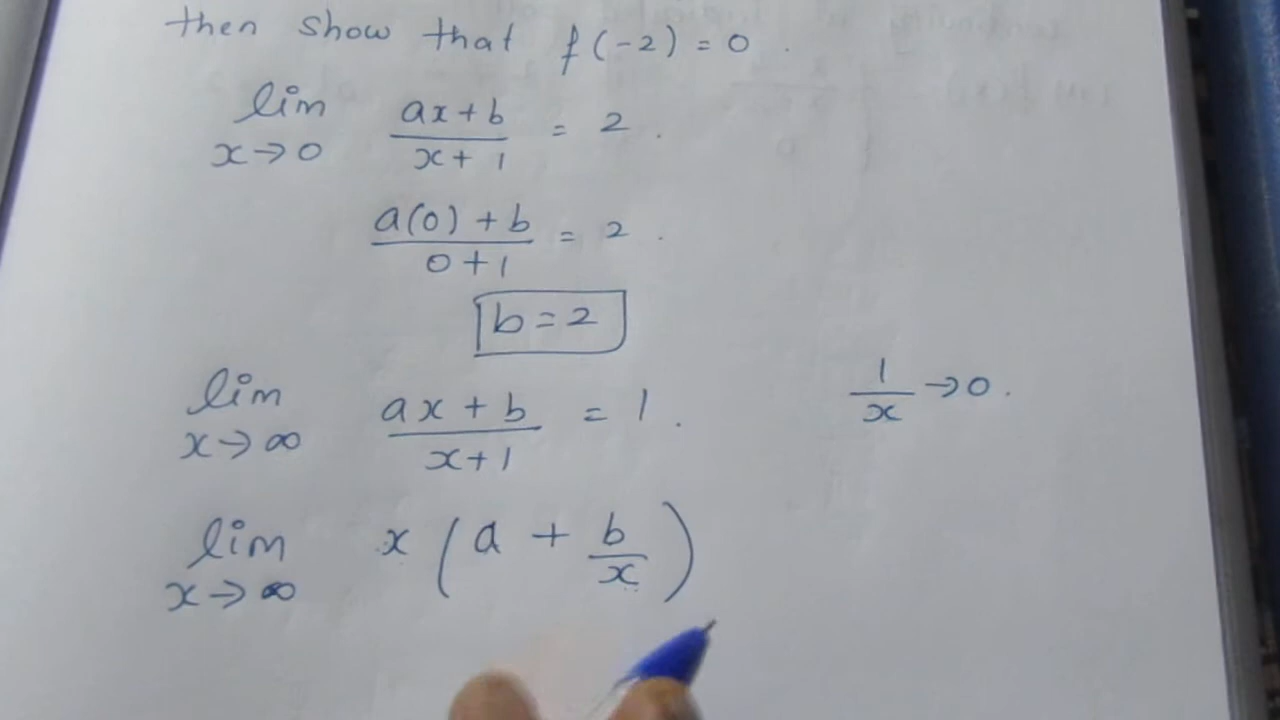 then show that f(-2) = 0 .
lim x→0 ax+b / x+1 = 2 .
a(0) + b / 0+1 = 2 .
b = 2
lim x→∞ ax+b / x+1 = 1 . 1/x → 0 .
lim x→∞ x ( a + b/x )